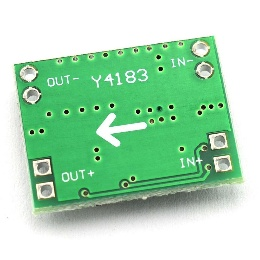 OUT- Y4183 IN-
OUT+ IN+